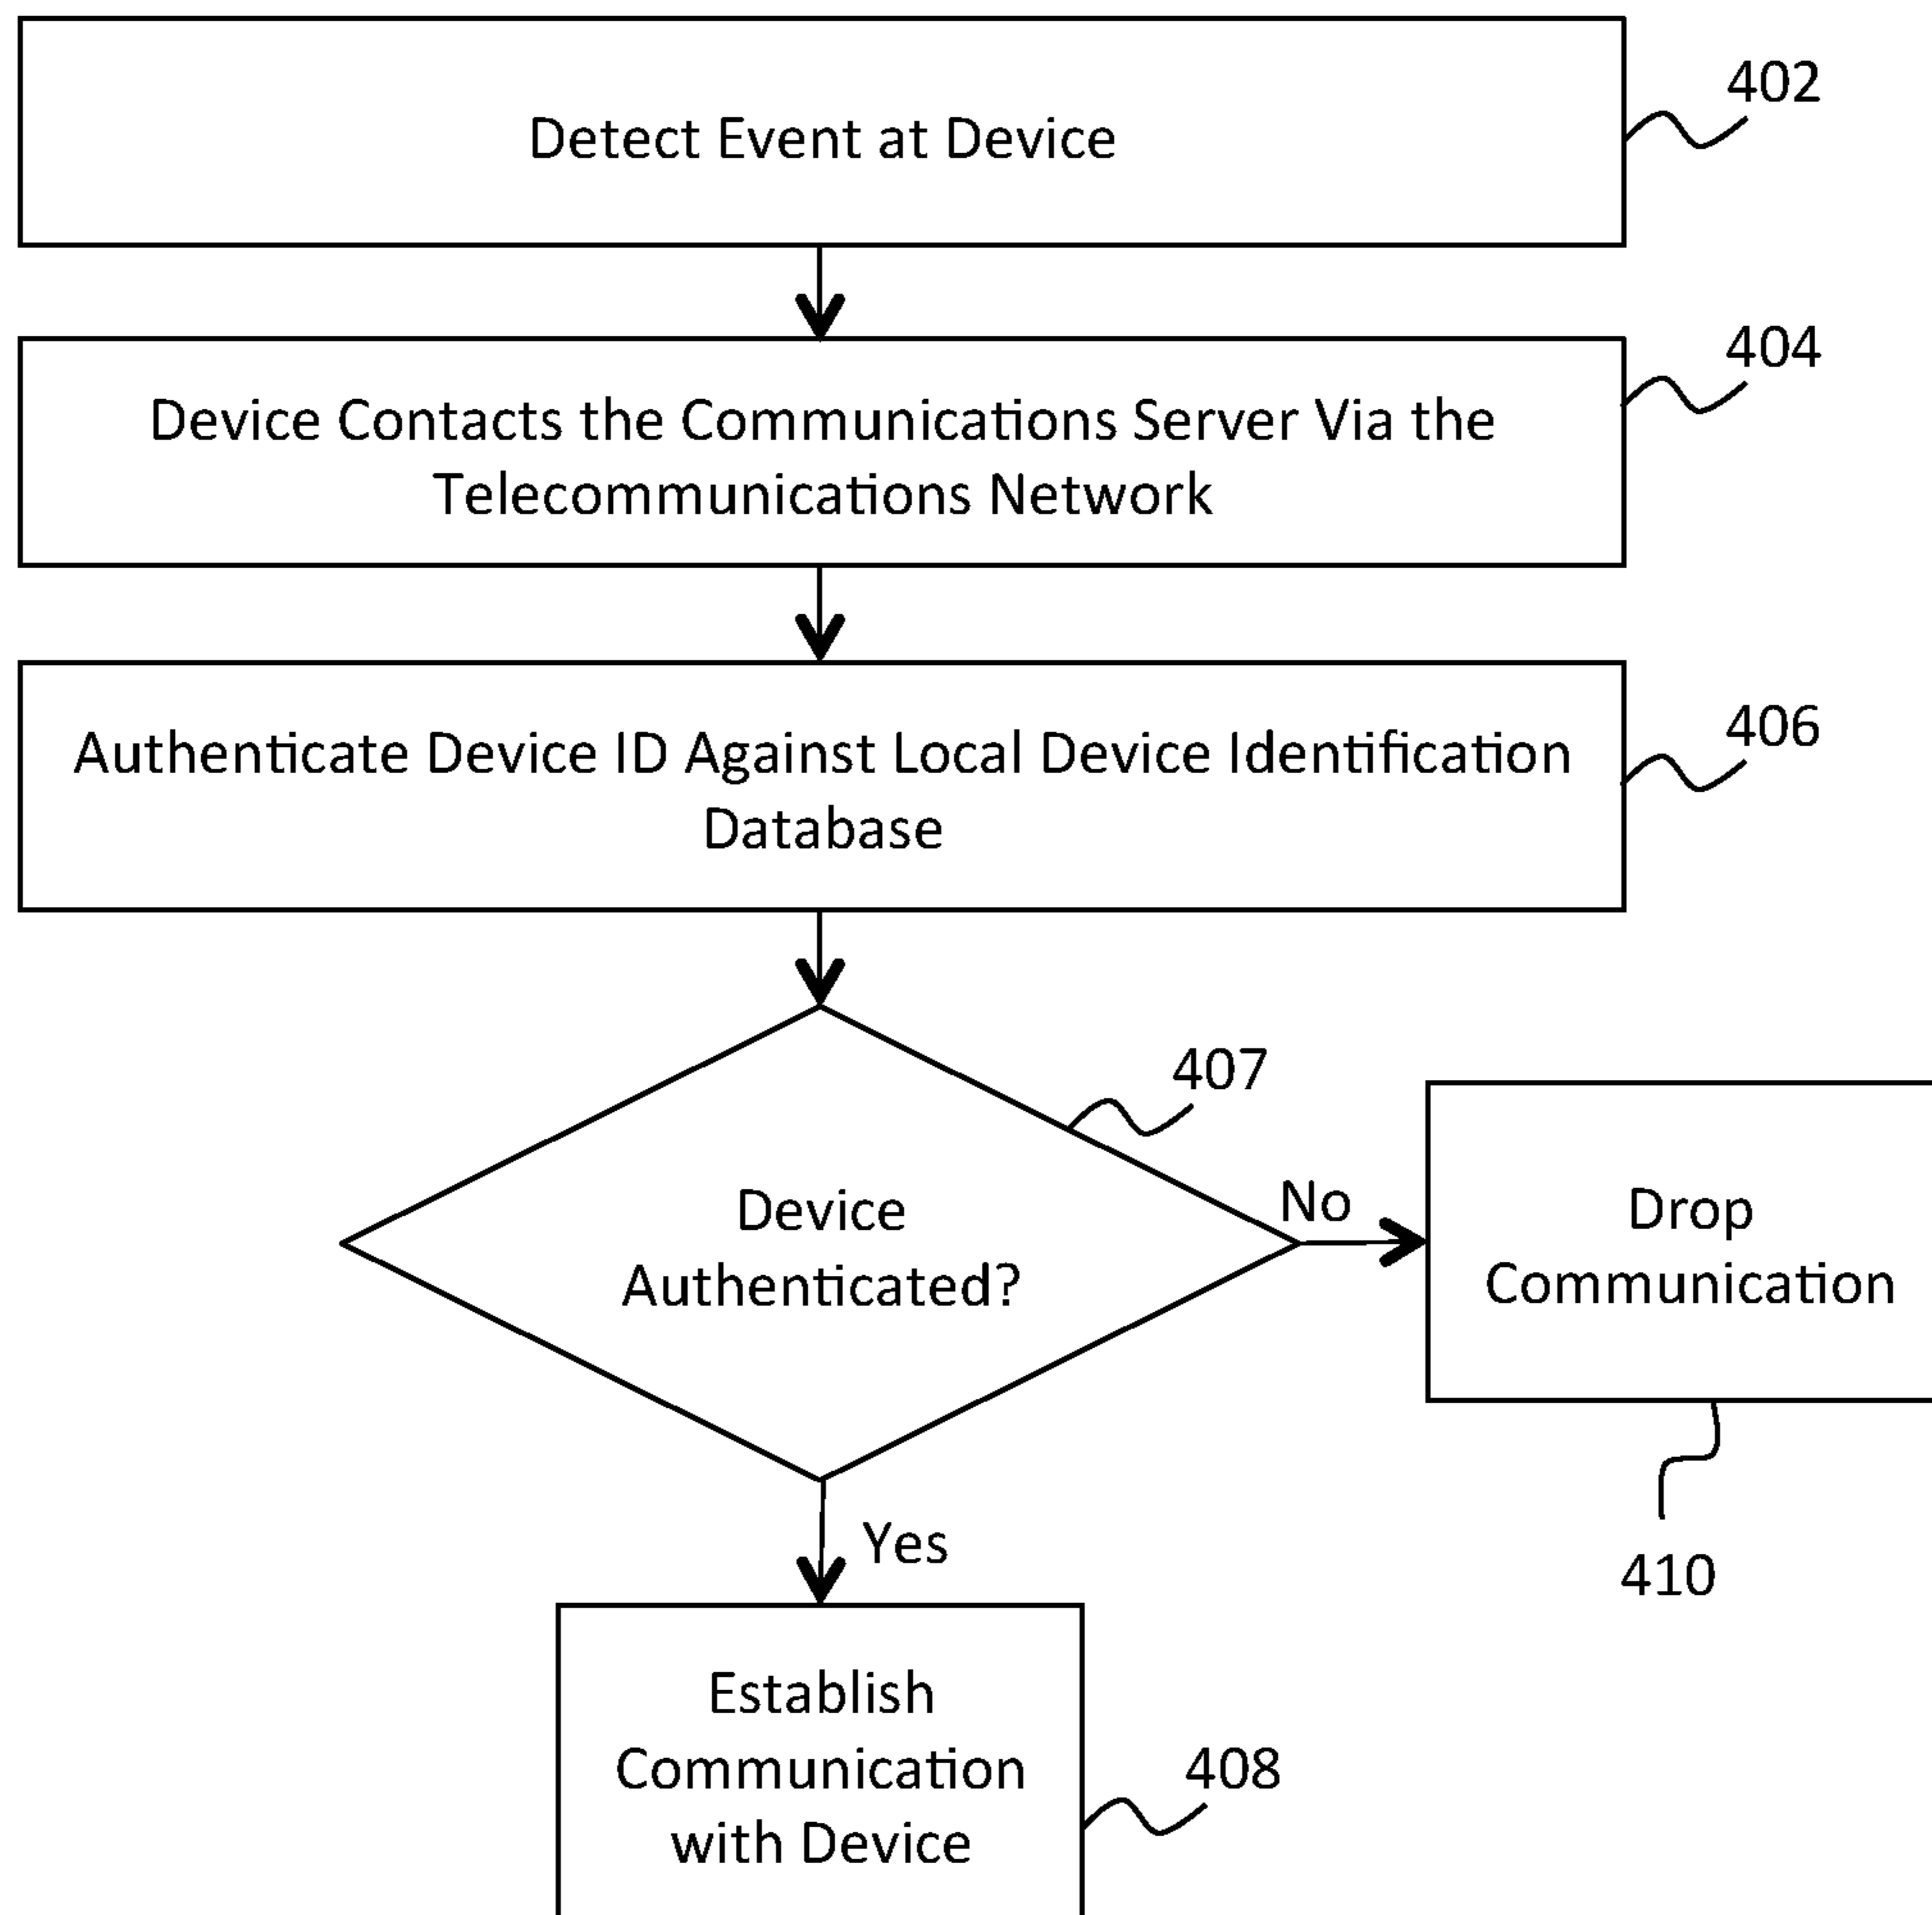 Detect Event at Device
402
Device Contacts the Communications Server Via the
Telecommunications Network
404
Authenticate Device ID Against Local Device Identification
Database
406
407
Device
Authenticated?
No
Drop
Communication
410
Yes
Establish
Communication
with Device
408